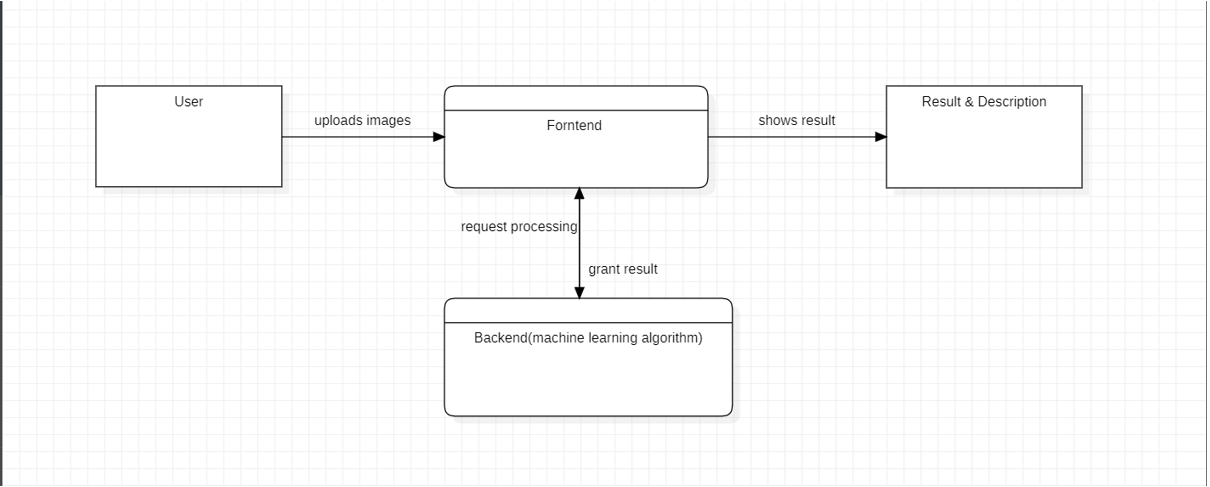 User
uploads images
Forntend
shows result
Result & Description
request processing
grant result
Backend(machine learning algorithm)